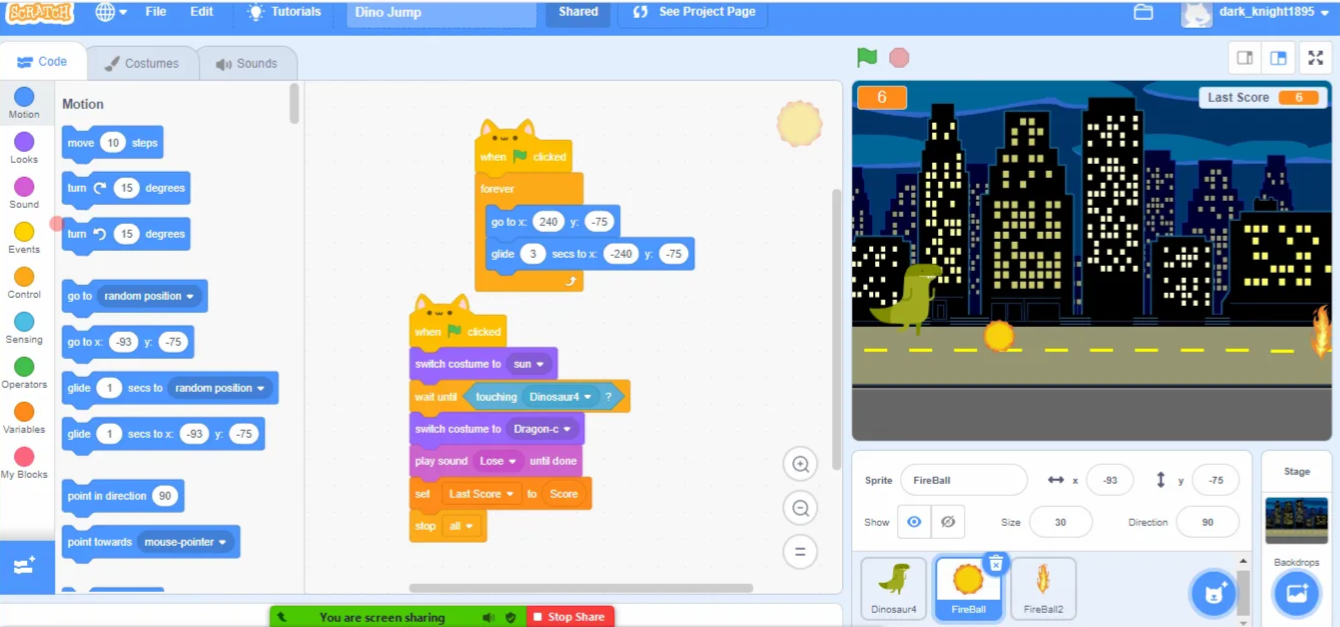 SCRATCH File Edit Tutorials Dino Jump Shared See Project Page dark_knight1895
Code Costumes Sounds
Motion
Looks
Sound
Events
Control
Sensing
Operators
Variables
My Blocks
Motion
move 10 steps
turn 15 degrees
turn 15 degrees
go to random position
go to x: -93 y: -75
glide 1 secs to random position
glide 1 secs to x: -93 y: -75
point in direction 90
point towards mouse-pointer
when clicked
forever
go to x: 240 y: -75
glide 3 secs to x: -240 y: -75
when clicked
switch costume to sun
wait until touching Dinosaur4 ?
switch costume to Dragon-c
play sound Lose until done
set Last Score to Score
stop all
6 Last Score 6
Sprite FireBall x -93 y -75
Show Size 30 Direction 90
Dinosaur4 FireBall FireBall2
Stage
Backdrops
You are screen sharing Stop Share